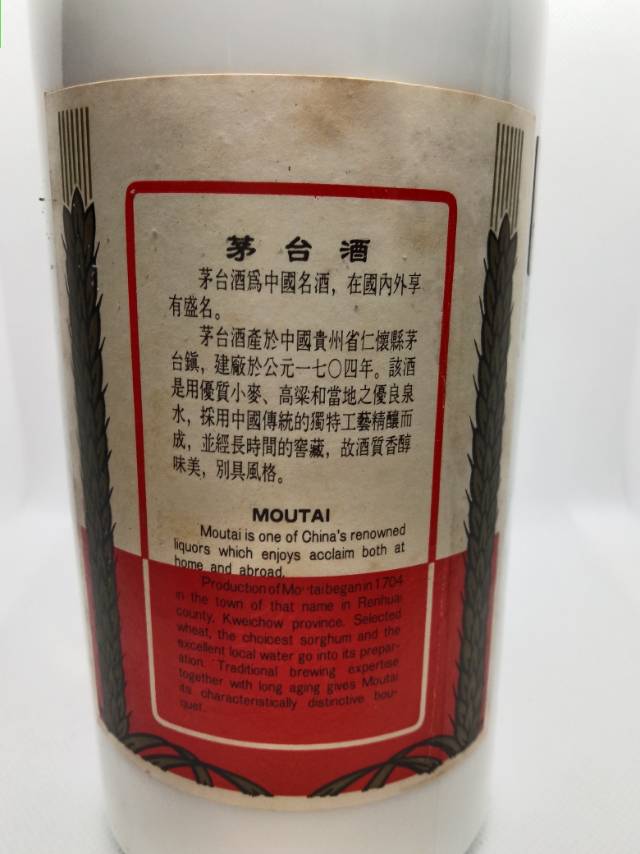 茅台酒
茅台酒爲中國名酒，在國內外享
有盛名。
茅台酒產於中國貴州省仁懷縣茅
台鎭，建廠於公元一七〇四年。該酒
是用優質小麥、高粱和當地之優良泉
水，採用中國傳統的獨特工藝精釀而
成，並經長時間的窖藏，故酒質香醇
味美，別具風格。
MOUTAI
Moutai is one of China's renowned
liquors which enjoys acclaim both at
home and abroad.
Production of Moutai began in 1704
in the town of that name in Renhuai
county, Kweichow province. Selected
wheat, the choicest sorghum and the
excellent local water go into its prepar-
ation. Traditional brewing expertise
together with long aging gives Moutai
its characteristically distinctive bou-
quet.